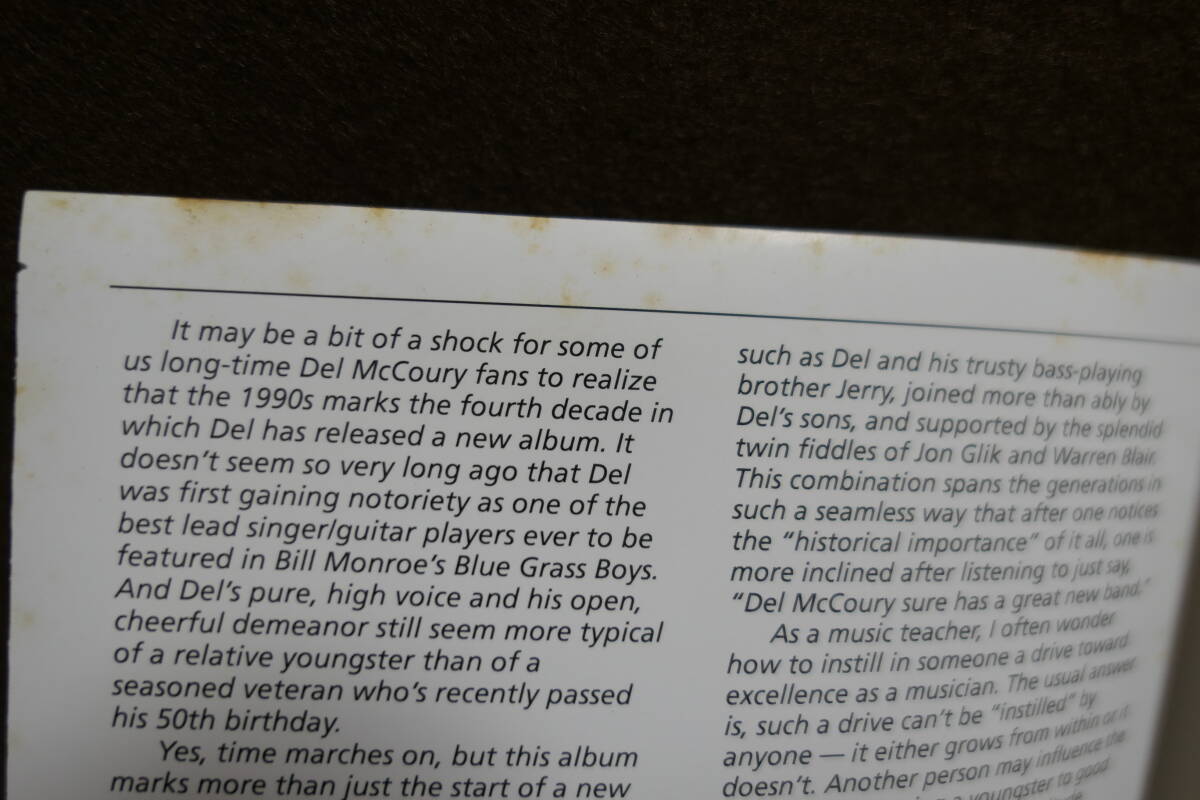 It may be a bit of a shock for some of
us long-time Del McCoury fans to realize
that the 1990s marks the fourth decade in
which Del has released a new album. It
doesn't seem so very long ago that Del
was first gaining notoriety as one of the
best lead singer/guitar players ever to be
featured in Bill Monroe's Blue Grass Boys.
And Del's pure, high voice and his open,
cheerful demeanor still seem more typical
of a relative youngster than of a
seasoned veteran who's recently passed
his 50th birthday.
Yes, time marches on, but this album
marks more than just the start of a new
such as Del and his trusty bass-playing
brother Jerry, joined more than ably by
Del's sons, and supported by the splendid
twin fiddles of Jon Glik and Warren Blair.
This combination spans the generations in
such a seamless way that after one notices
the "historical importance" of it all, one is
more inclined after listening to just say,
"Del McCoury sure has a great new band."
As a music teacher, I often wonder
how to instill in someone a drive toward
excellence as a musician. The usual answer
is, such a drive can't be "instilled" by
anyone — it either grows from within or it
doesn't. Another person may influence the
a youngster to good